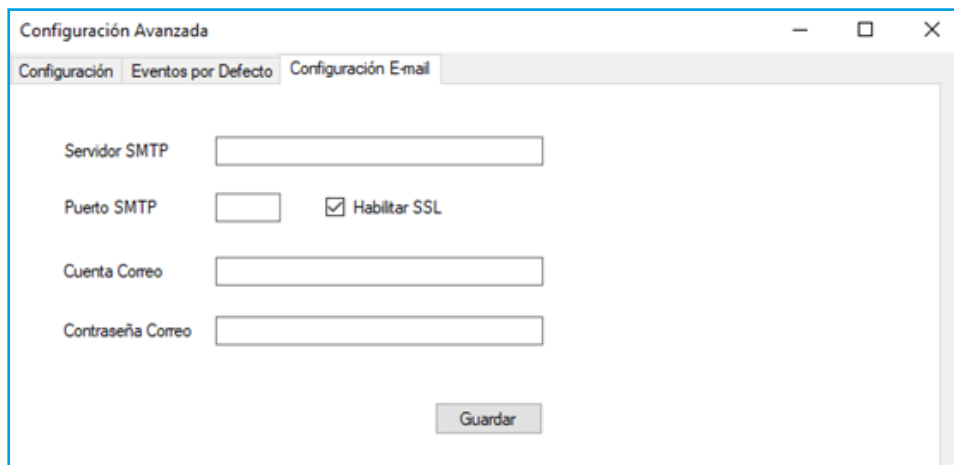 Configuración Avanzada
Configuración Eventos por Defecto Configuración E-mail
Servidor SMTP
Puerto SMTP Habilitar SSL
Cuenta Correo
Contraseña Correo
Guardar